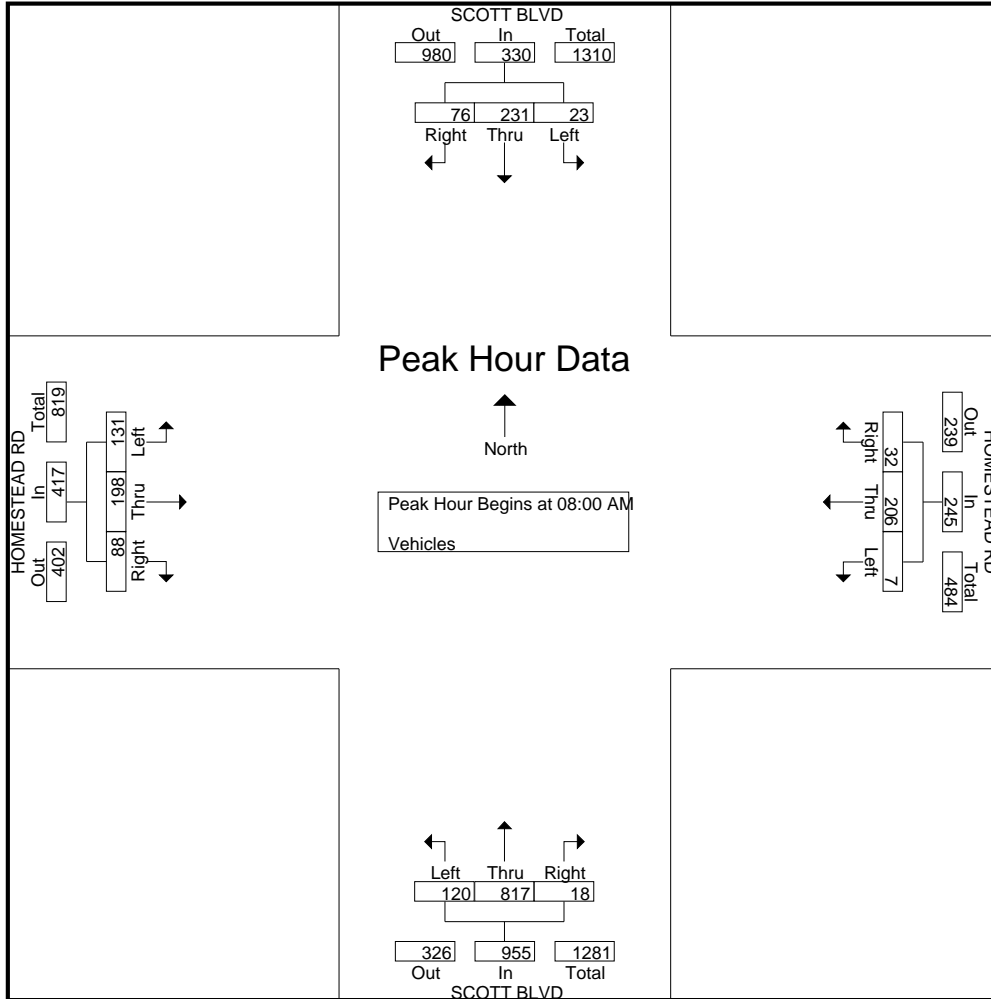 SCOTT BLVD
Out In Total
980 330 1310
76 231 23
Right Thru Left
Peak Hour Data
North
Peak Hour Begins at 08:00 AM
Vehicles
HOMESTEAD RD
Total In Out
819 417 402
131 198 88
Left Thru Right
HOMESTEAD RD
Out In Total
239 245 484
32 206 7
Right Thru Left
Left Thru Right
120 817 18
326 955 1281
Out In Total
SCOTT BLVD